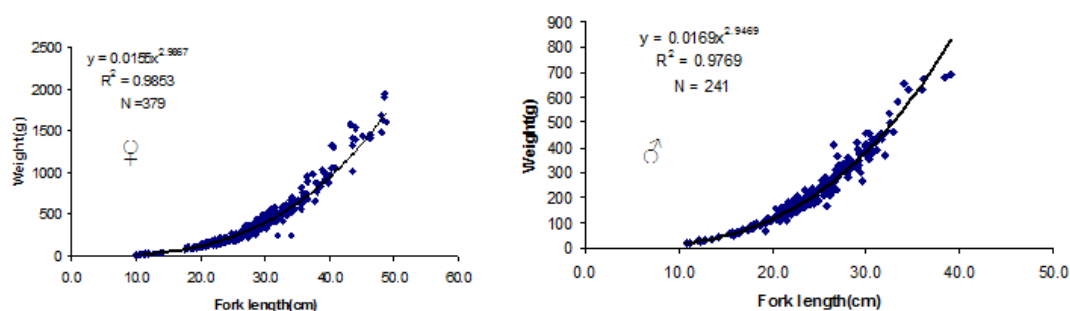 y = 0.0155x^2.9867
R^2 = 0.9853
N =379
♀
Weight(g)
2500
2000
1500
1000
500
0
0.0 10.0 20.0 30.0 40.0 50.0 60.0
Fork length(cm)
y = 0.0169x^2.9469
R^2 = 0.9769
N = 241
♂
Weight(g)
900
800
700
600
500
400
300
200
100
0
0.0 10.0 20.0 30.0 40.0 50.0
Fork length(cm)